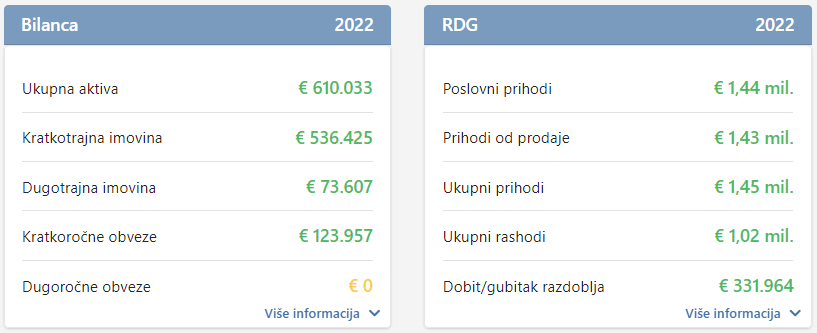 Bilanca 2022
Ukupna aktiva € 610.033
Kratkotrajna imovina € 536.425
Dugotrajna imovina € 73.607
Kratkoročne obveze € 123.957
Dugoročne obveze € 0
Više informacija
RDG 2022
Poslovni prihodi € 1,44 mil.
Prihodi od prodaje € 1,43 mil.
Ukupni prihodi € 1,45 mil.
Ukupni rashodi € 1,02 mil.
Dobit/gubitak razdoblja € 331.964
Više informacija